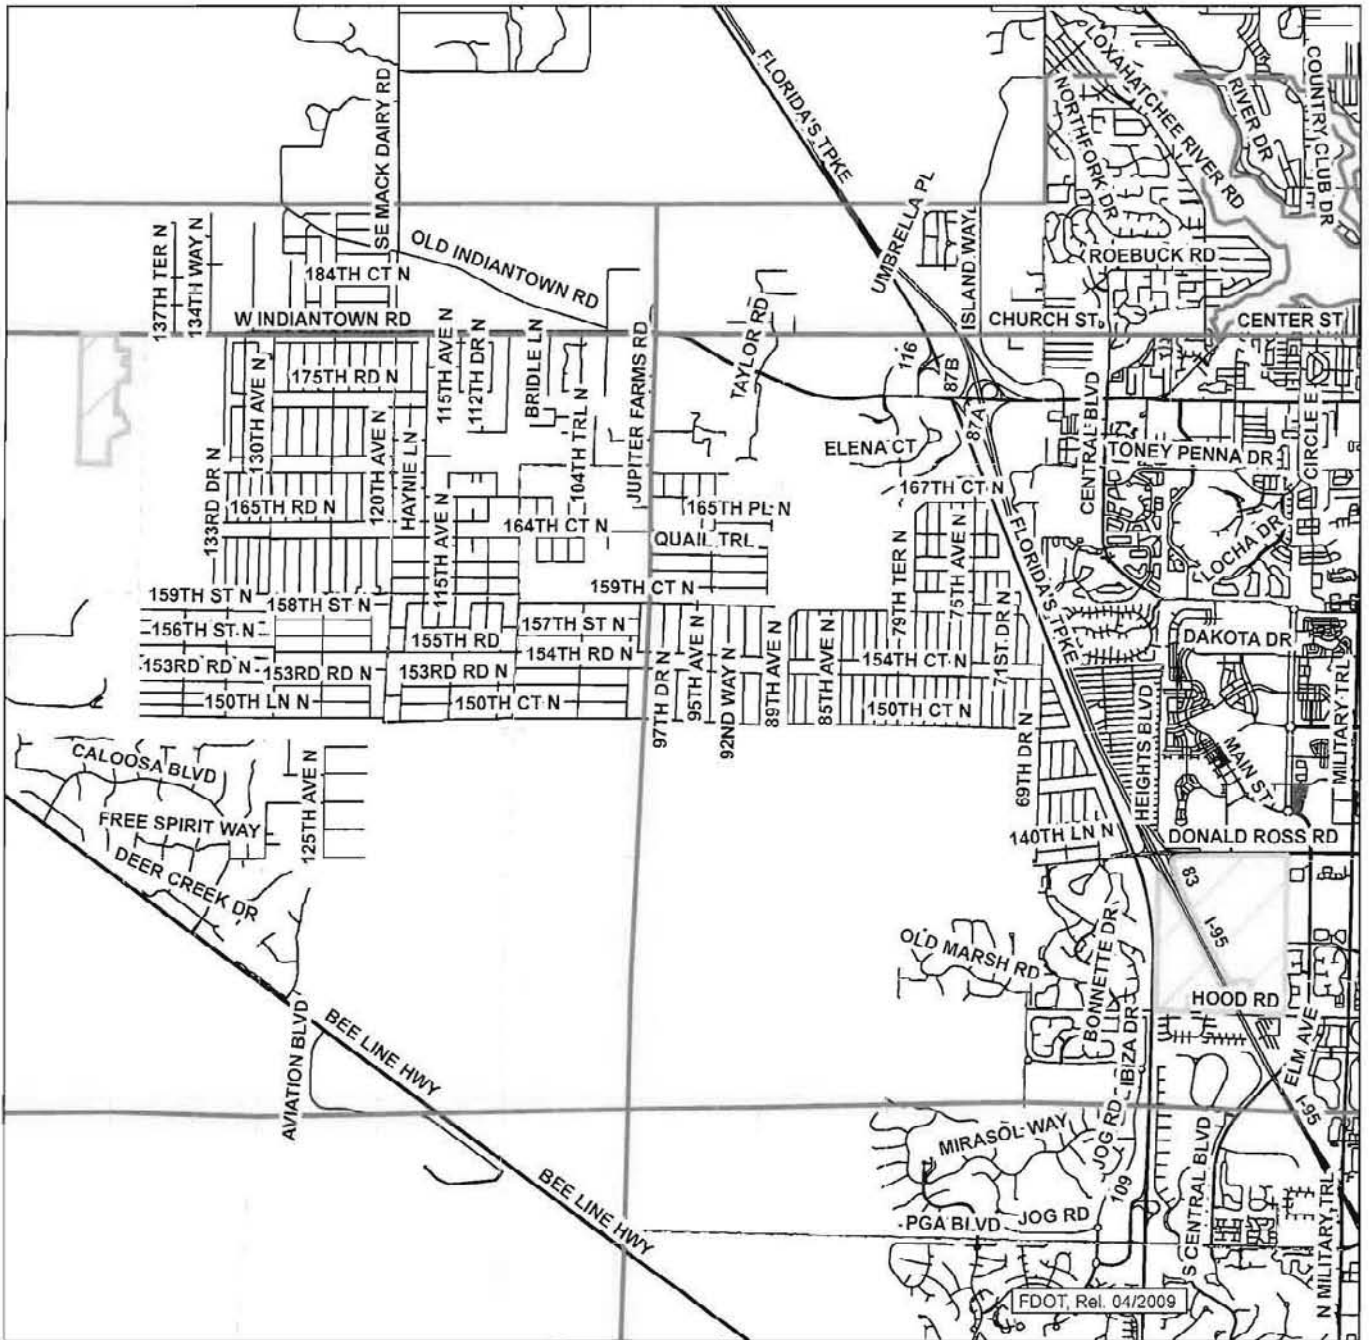 LOXAHATCHEE RIVER RD
RIVER DR
COUNTRY CLUB DR
FLORIDA'S TPKE
NORTHFORK DR
SE MACK DAIRY RD
UMBRELLA PL
ISLAND WAY
137TH TER N
134TH WAY N
OLD INDIANTOWN RD
184TH CT N
ROEBUCK RD
W INDIANTOWN RD
CHURCH ST
CENTER ST
115TH AVE N
112TH DR N
BRIDLE LN
JUPITER FARMS RD
TAYLOR RD
116
87B
87A
175TH RD N
130TH AVE N
120TH AVE N
HAYNIE LN
104TH TRL N
ELENA CT
CENTRAL BLVD
TONEY PENNA DR
CIRCLE E
133RD DR N
165TH RD N
115TH AVE N
164TH CT N
165TH PL N
QUAIL TRL
167TH CT N
79TH TER N
75TH AVE N
FLORIDA'S TPKE
LOCHA DR
159TH CT N
159TH ST N
158TH ST N
156TH ST N
155TH RD
157TH ST N
154TH RD N
71ST DR N
DAKOTA DR
153RD RD N
153RD RD N
153RD RD N
154TH CT N
150TH LN N
150TH CT N
97TH DR N
95TH AVE N
92ND WAY N
89TH AVE N
85TH AVE N
150TH CT N
MILITARY TRL
HEIGHTS BLVD
MAIN ST
CALOOSA BLVD
125TH AVE N
69TH DR N
FREE SPIRIT WAY
140TH LN N
DONALD ROSS RD
DEER CREEK DR
83
I-95
OLD MARSH RD
BONNETTE DR
HOOD RD
AVIATION BLVD
BEE LINE HWY
IBIZA DR
ELM AVE
I-95
MIRASOL WAY
JOG RD
109
S CENTRAL BLVD
BEE LINE HWY
PGA BLVD
JOG RD
N MILITARY TRL
FDOT, Rel. 04/2009